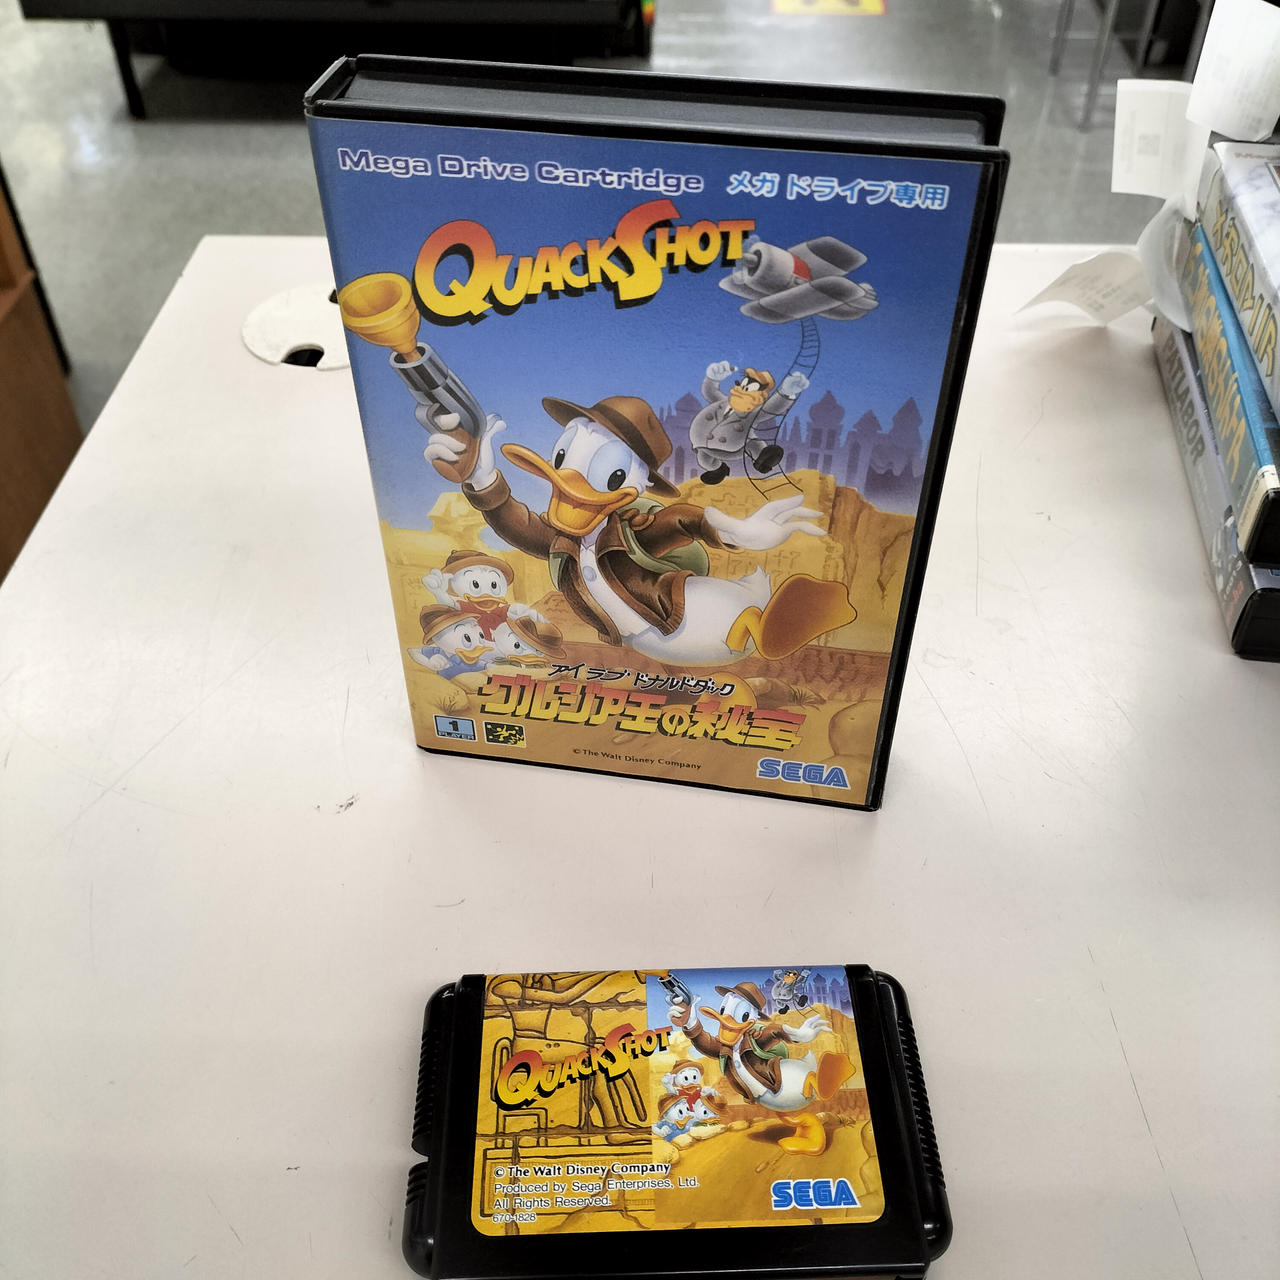 Mega Drive Cartridge メガドライブ専用
QUACKSHOT
アイ ラブ ドナルドダック
グルジア王の秘宝
1
PLAYER
© The Walt Disney Company
SEGA
PATLABOR
QUACKSHOT
© The Walt Disney Company
Produced by Sega Enterprises, Ltd.
All Rights Reserved.
670-1828
SEGA